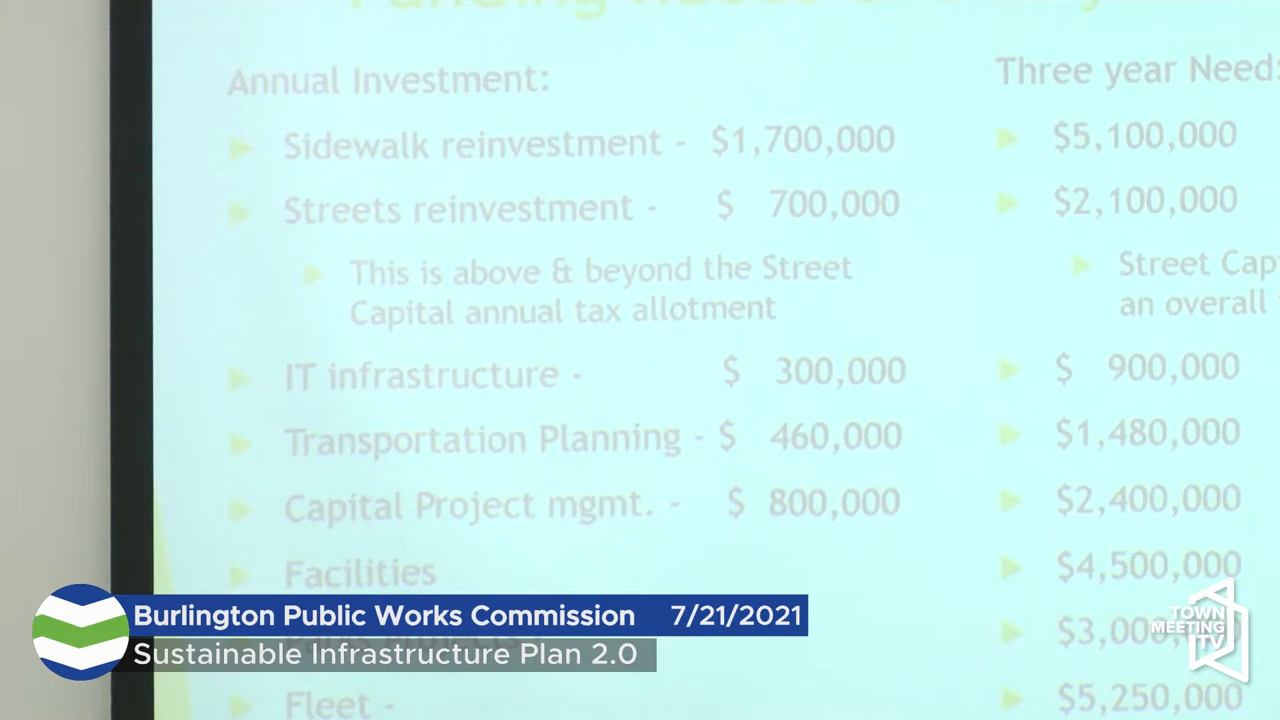 Annual Investment:
Three year Need:
Sidewalk reinvestment - $1,700,000
$5,100,000
Streets reinvestment - $ 700,000
$2,100,000
This is above & beyond the Street
Capital annual tax allotment
Street Cap
an overall
IT infrastructure - $ 300,000
$ 900,000
Transportation Planning - $ 460,000
$1,480,000
Capital Project mgmt. - $ 800,000
$2,400,000
Facilities
$4,500,000
Fleet -
$5,250,000
Burlington Public Works Commission 7/21/2021
Sustainable Infrastructure Plan 2.0
TOWN
MEETING
TV